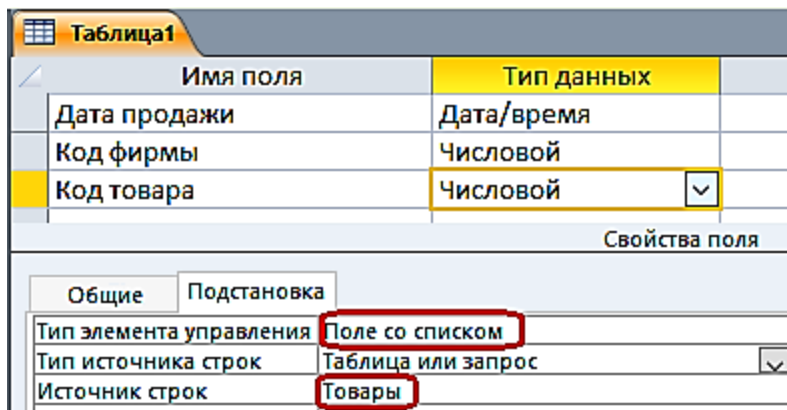 Таблица1
Имя поля Тип данных
Дата продажи Дата/время
Код фирмы Числовой
Код товара Числовой
Свойства поля
Общие Подстановка
Тип элемента управления Поле со списком
Тип источника строк Таблица или запрос
Источник строк Товары